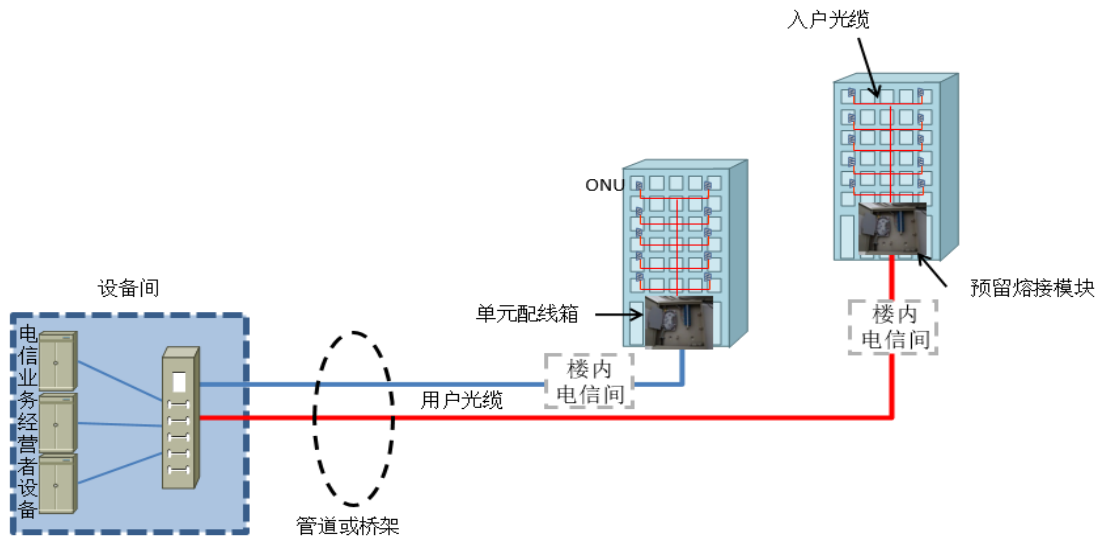 入户光缆
ONU
设备间
单元配线箱
预留熔接模块
楼内
电信间
楼内
电信间
电信业务经营者设备
用户光缆
管道或桥架